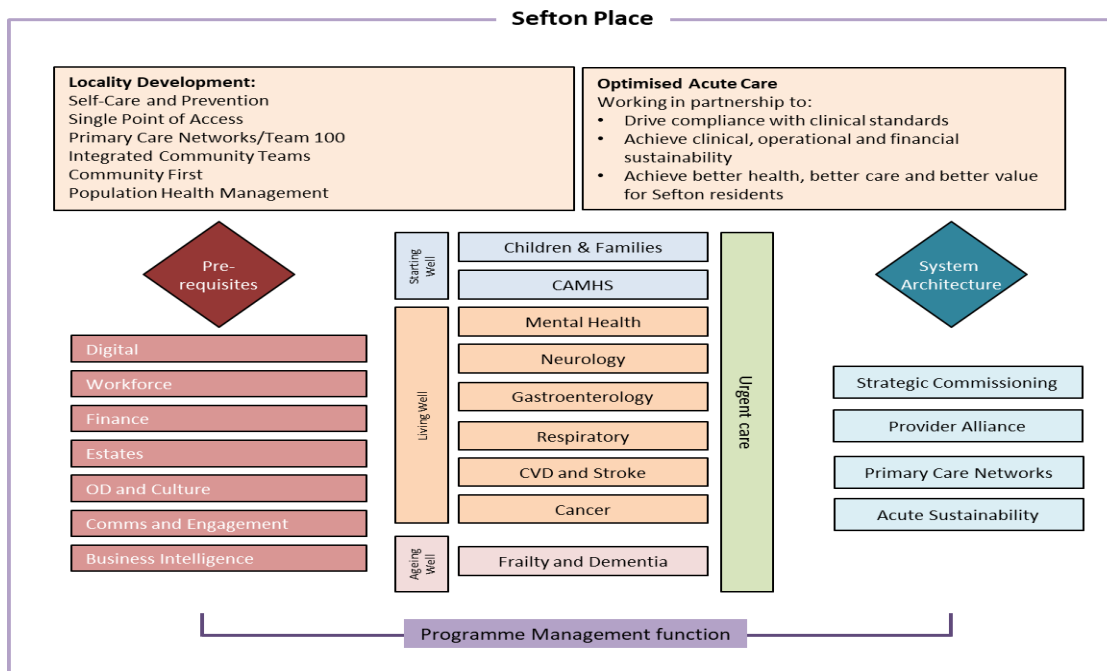 Sefton Place
Locality Development:
Self-Care and Prevention
Single Point of Access
Primary Care Networks/Team 100
Integrated Community Teams
Community First
Population Health Management
Optimised Acute Care
Working in partnership to:
• Drive compliance with clinical standards
• Achieve clinical, operational and financial
sustainability
• Achieve better health, better care and better value
for Sefton residents
Pre-
requisites
Digital
Workforce
Finance
Estates
OD and Culture
Comms and Engagement
Business Intelligence
Starting
Well
Children & Families
CAMHS
Living Well
Mental Health
Neurology
Gastroenterology
Respiratory
CVD and Stroke
Cancer
Ageing
Well
Frailty and Dementia
Urgent care
System
Architecture
Strategic Commissioning
Provider Alliance
Primary Care Networks
Acute Sustainability
Programme Management function